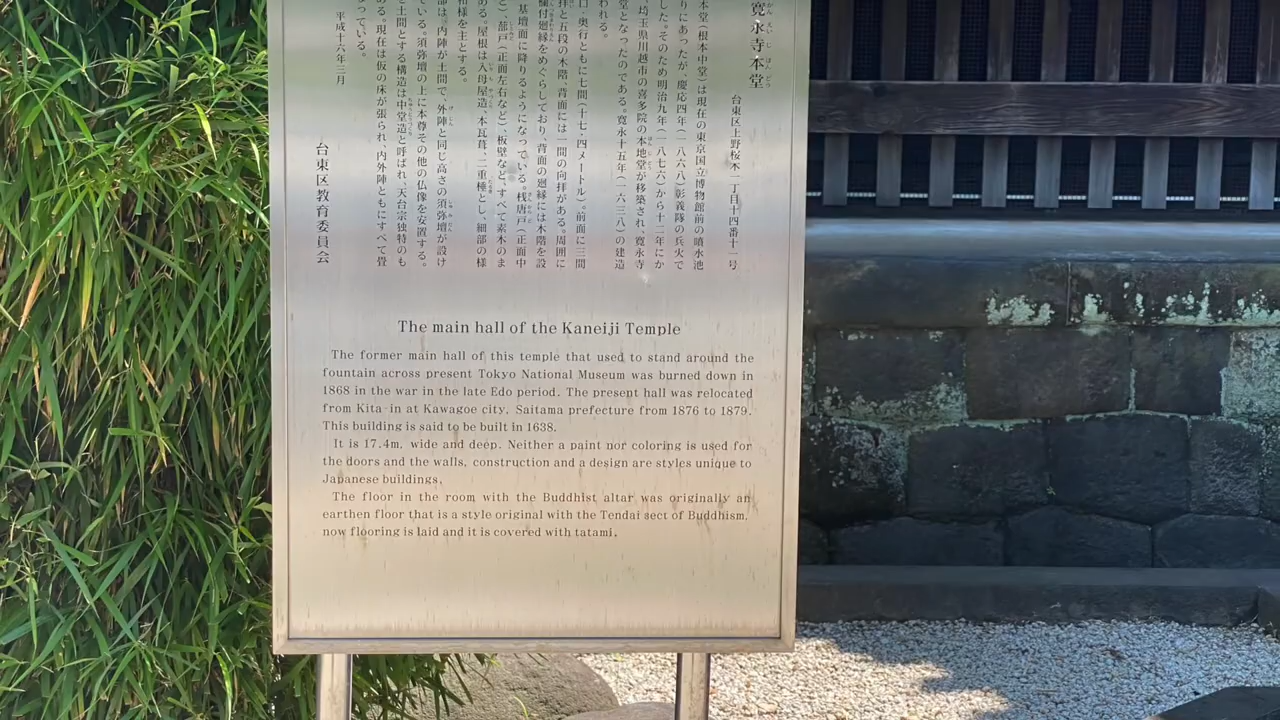 寛永寺本堂
台東区上野桜木一丁目十四番十一号
本堂(根本中堂)は現在の東京国立博物館前の噴水池
りにあったが、慶応四年(一八六八)彰義隊の兵火で
した。そのため明治九年(一八七六)から十二年にか
埼玉県川越市の喜多院の本地堂が移築され、寛永寺
堂となったのである。寛永十五年(一六三八)の建造
われる。
口・奥行ともに七間(十七・四メートル)。前面に三間
拝と五段の木階、背面には一間の向拝がある。周囲に
欄付廻縁をめぐらしており、背面の廻縁には木階を設
、基壇面に降りるようになっている。桟唐戸(正面中
と、蔀戸(正面左右など)、板壁など、すべて素木のま
ある。屋根は入母屋造、本瓦葺、二重棰とし、細部の様
和様を主とする。
部は、内陣が土間で、外陣と同じ高さの須弥壇が設け
ている。須弥壇の上に本尊その他の仏像を安置する。
を土間とする構造は中堂造と呼ばれ、天台宗独特のも
ある。現在は仮の床が張られ、内外陣ともにすべて畳
なっている。
平成十六年三月
台東区教育委員会
The main hall of the Kaneiji Temple
The former main hall of this temple that used to stand around the
fountain across present Tokyo National Museum was burned down in
1868 in the war in the late Edo period. The present hall was relocated
from Kita-in at Kawagoe city, Saitama prefecture from 1876 to 1879.
This building is said to be built in 1638.
It is 17.4m. wide and deep. Neither a paint nor coloring is used for
the doors and the walls, construction and a design are styles unique to
Japanese buildings.
The floor in the room with the Buddhist altar was originally an
earthen floor that is a style original with the Tendai sect of Buddhism,
now flooring is laid and it is covered with tatami.